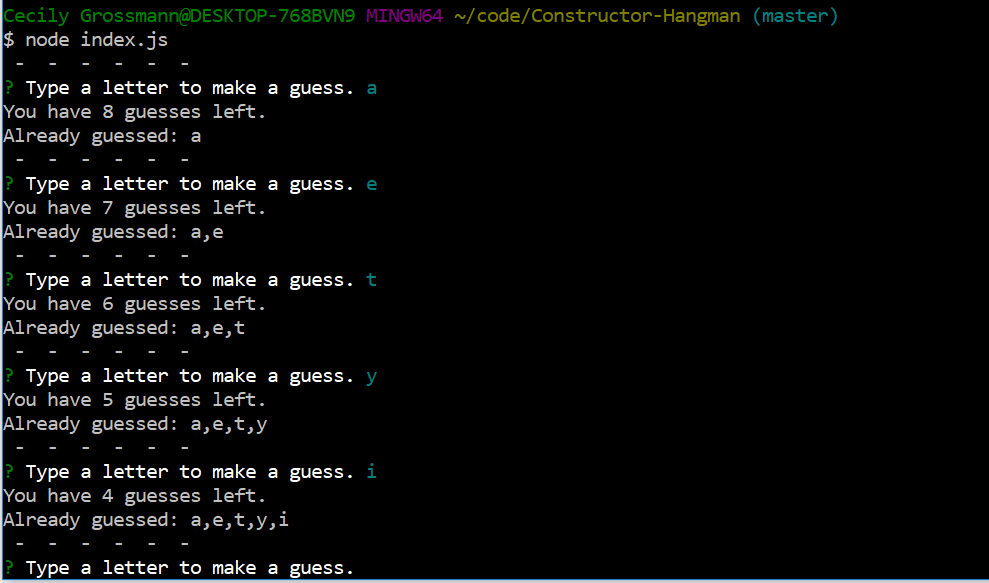 Cecily Grossmann@DESKTOP-768BVN9 MINGW64 ~/code/Constructor-Hangman (master)
$ node index.js
 -  -  -  -  -  -
? Type a letter to make a guess. a
You have 8 guesses left.
Already guessed: a
 -  -  -  -  -  -
? Type a letter to make a guess. e
You have 7 guesses left.
Already guessed: a,e
 -  -  -  -  -  -
? Type a letter to make a guess. t
You have 6 guesses left.
Already guessed: a,e,t
 -  -  -  -  -  -
? Type a letter to make a guess. y
You have 5 guesses left.
Already guessed: a,e,t,y
 -  -  -  -  -  -
? Type a letter to make a guess. i
You have 4 guesses left.
Already guessed: a,e,t,y,i
 -  -  -  -  -  -
? Type a letter to make a guess.